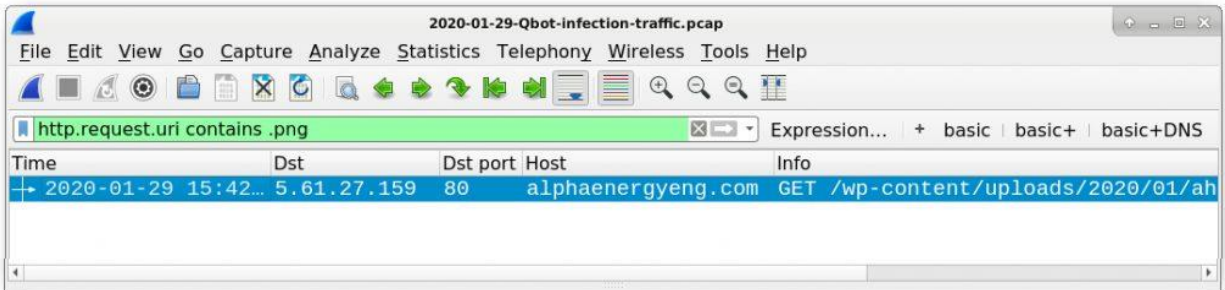 2020-01-29-Qbot-infection-traffic.pcap
File Edit View Go Capture Analyze Statistics Telephony Wireless Tools Help
http.request.uri contains .png Expression... + basic basic+ basic+DNS
Time Dst Dst port Host Info
2020-01-29 15:42… 5.61.27.159 80 alphaenergyeng.com GET /wp-content/uploads/2020/01/ah